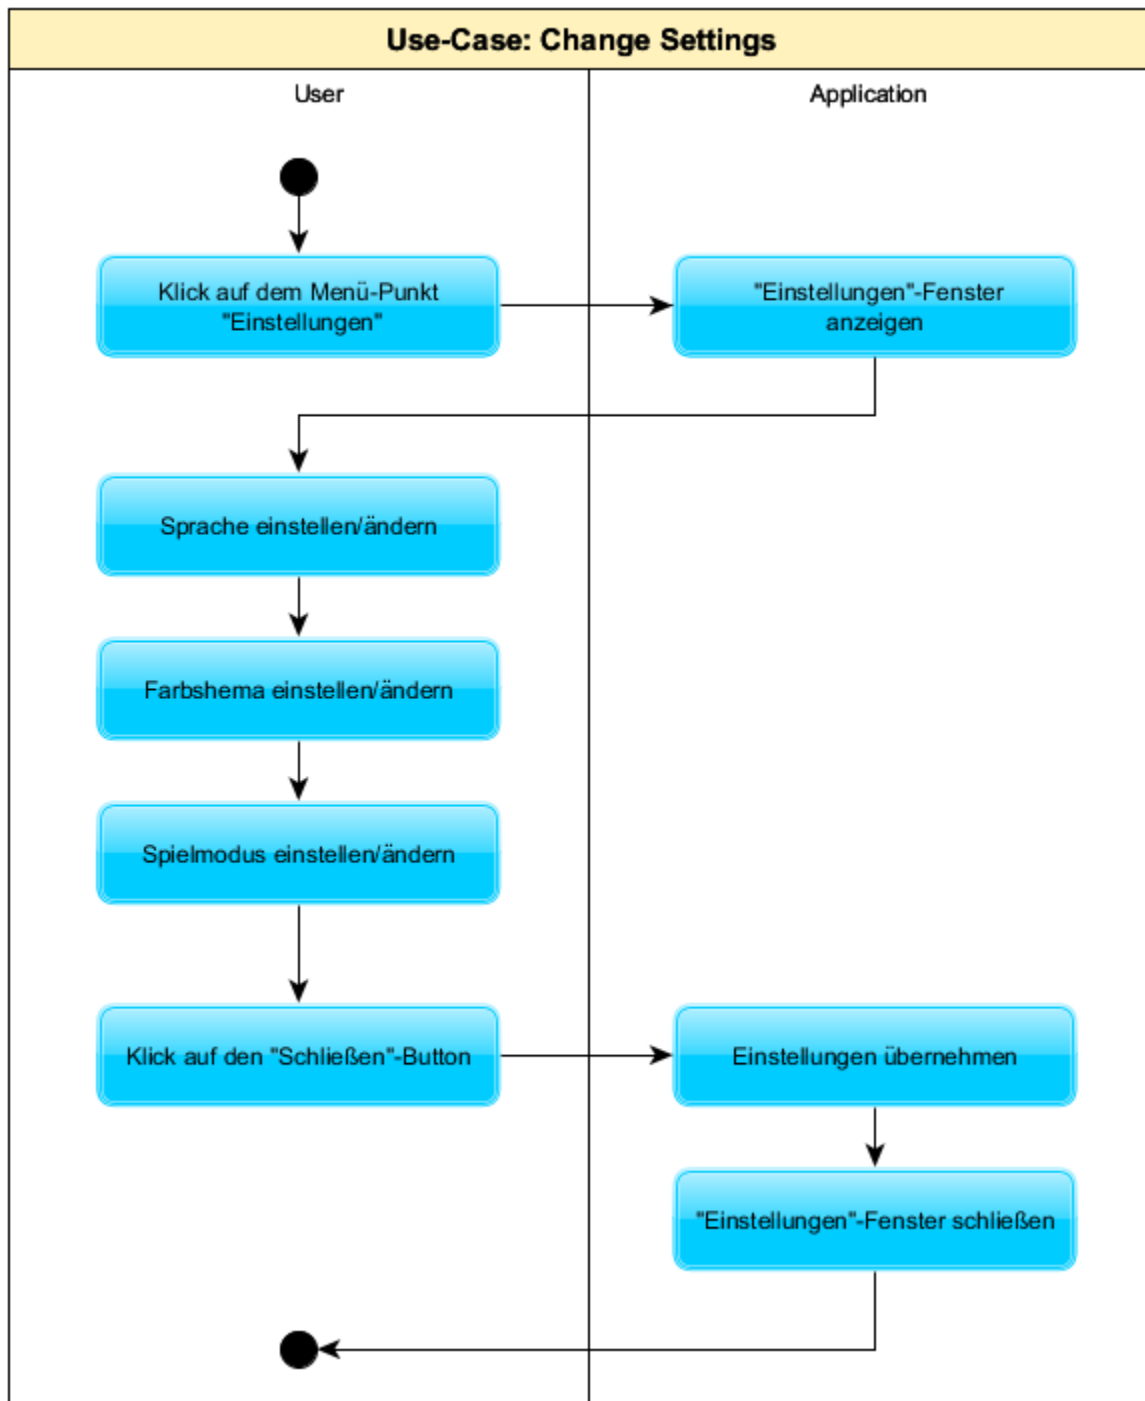 Use-Case: Change Settings
User
Application
Klick auf dem Menü-Punkt
"Einstellungen"
"Einstellungen"-Fenster
anzeigen
Sprache einstellen/ändern
Farbshema einstellen/ändern
Spielmodus einstellen/ändern
Klick auf den "Schließen"-Button
Einstellungen übernehmen
"Einstellungen"-Fenster schließen